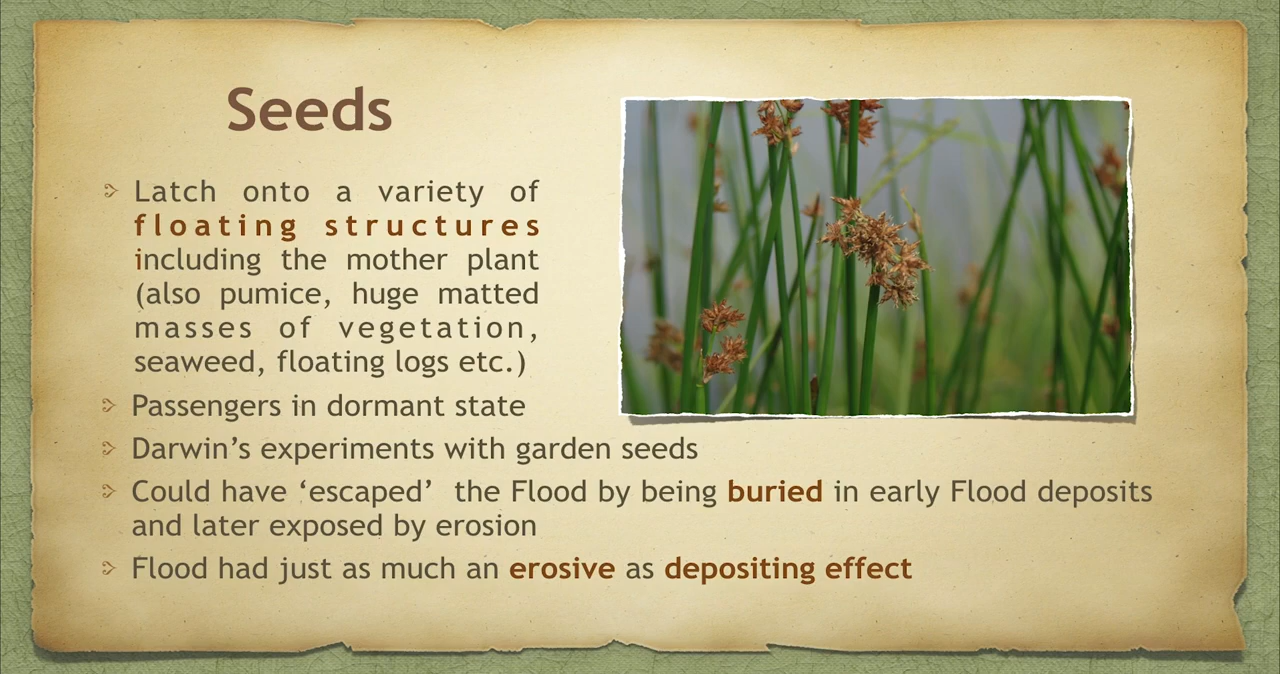 Seeds
Latch onto a variety of
floating structures
including the mother plant
(also pumice, huge matted
masses of vegetation,
seaweed, floating logs etc.)
Passengers in dormant state
Darwin’s experiments with garden seeds
Could have ‘escaped’ the Flood by being buried in early Flood deposits
and later exposed by erosion
Flood had just as much an erosive as depositing effect